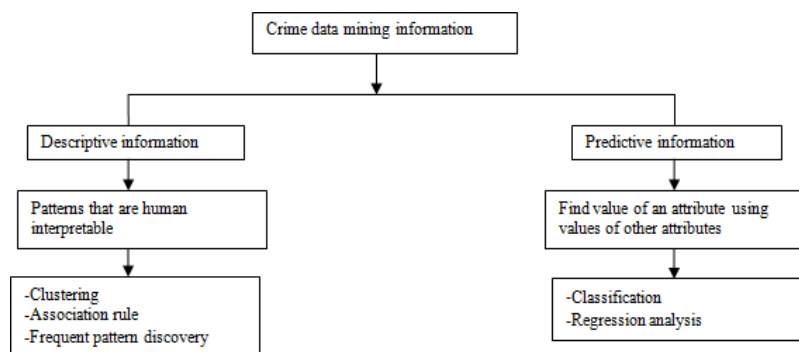 Crime data mining information
Descriptive information
Predictive information
Patterns that are human
interpretable
Find value of an attribute using
values of other attributes
-Clustering
-Association rule
-Frequent pattern discovery
-Classification
-Regression analysis